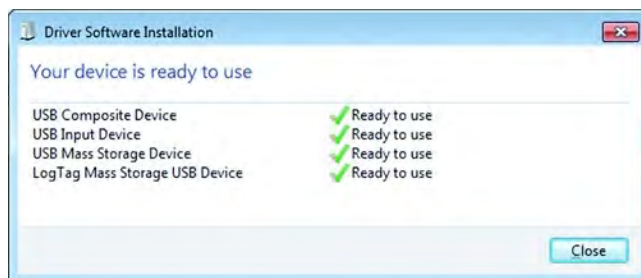 Driver Software Installation
Your device is ready to use
USB Composite Device Ready to use
USB Input Device Ready to use
USB Mass Storage Device Ready to use
LogTag Mass Storage USB Device Ready to use
Close